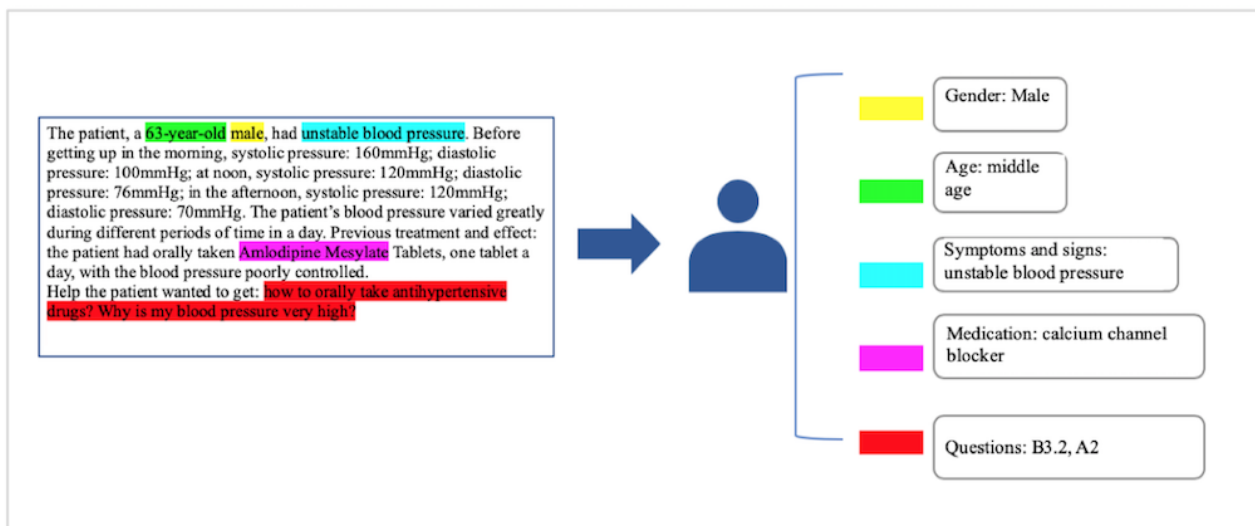 The patient, a 63-year-old male, had unstable blood pressure. Before
getting up in the morning, systolic pressure: 160mmHg; diastolic
pressure: 100mmHg; at noon, systolic pressure: 120mmHg; diastolic
pressure: 76mmHg; in the afternoon, systolic pressure: 120mmHg;
diastolic pressure: 70mmHg. The patient’s blood pressure varied greatly
during different periods of time in a day. Previous treatment and effect:
the patient had orally taken Amlodipine Mesylate Tablets, one tablet a
day, with the blood pressure poorly controlled.
Help the patient wanted to get: how to orally take antihypertensive
drugs? Why is my blood pressure very high?
Gender: Male
Age: middle
age
Symptoms and signs:
unstable blood pressure
Medication: calcium channel
blocker
Questions: B3.2, A2